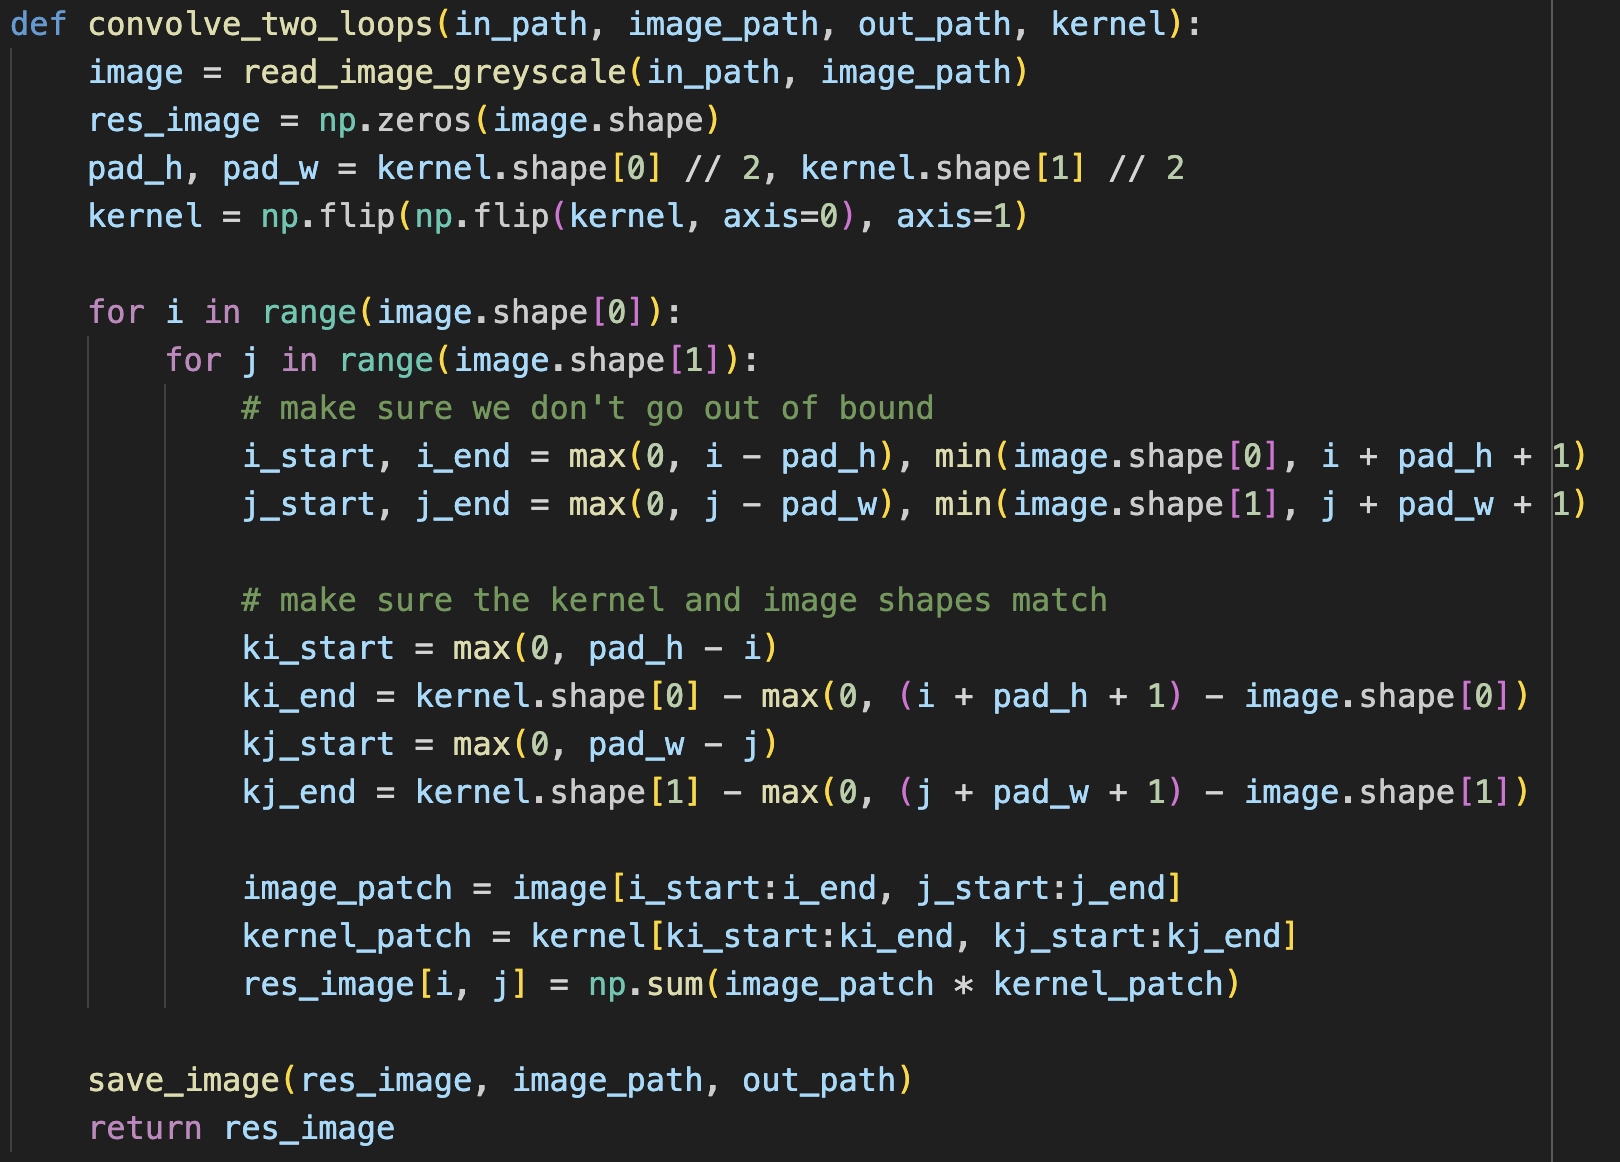 def convolve_two_loops(in_path, image_path, out_path, kernel):
    image = read_image_greyscale(in_path, image_path)
    res_image = np.zeros(image.shape)
    pad_h, pad_w = kernel.shape[0] // 2, kernel.shape[1] // 2
    kernel = np.flip(np.flip(kernel, axis=0), axis=1)

    for i in range(image.shape[0]):
        for j in range(image.shape[1]):
            # make sure we don't go out of bound
            i_start, i_end = max(0, i - pad_h), min(image.shape[0], i + pad_h + 1)
            j_start, j_end = max(0, j - pad_w), min(image.shape[1], j + pad_w + 1)

            # make sure the kernel and image shapes match
            ki_start = max(0, pad_h - i)
            ki_end = kernel.shape[0] - max(0, (i + pad_h + 1) - image.shape[0])
            kj_start = max(0, pad_w - j)
            kj_end = kernel.shape[1] - max(0, (j + pad_w + 1) - image.shape[1])

            image_patch = image[i_start:i_end, j_start:j_end]
            kernel_patch = kernel[ki_start:ki_end, kj_start:kj_end]
            res_image[i, j] = np.sum(image_patch * kernel_patch)

    save_image(res_image, image_path, out_path)
    return res_image